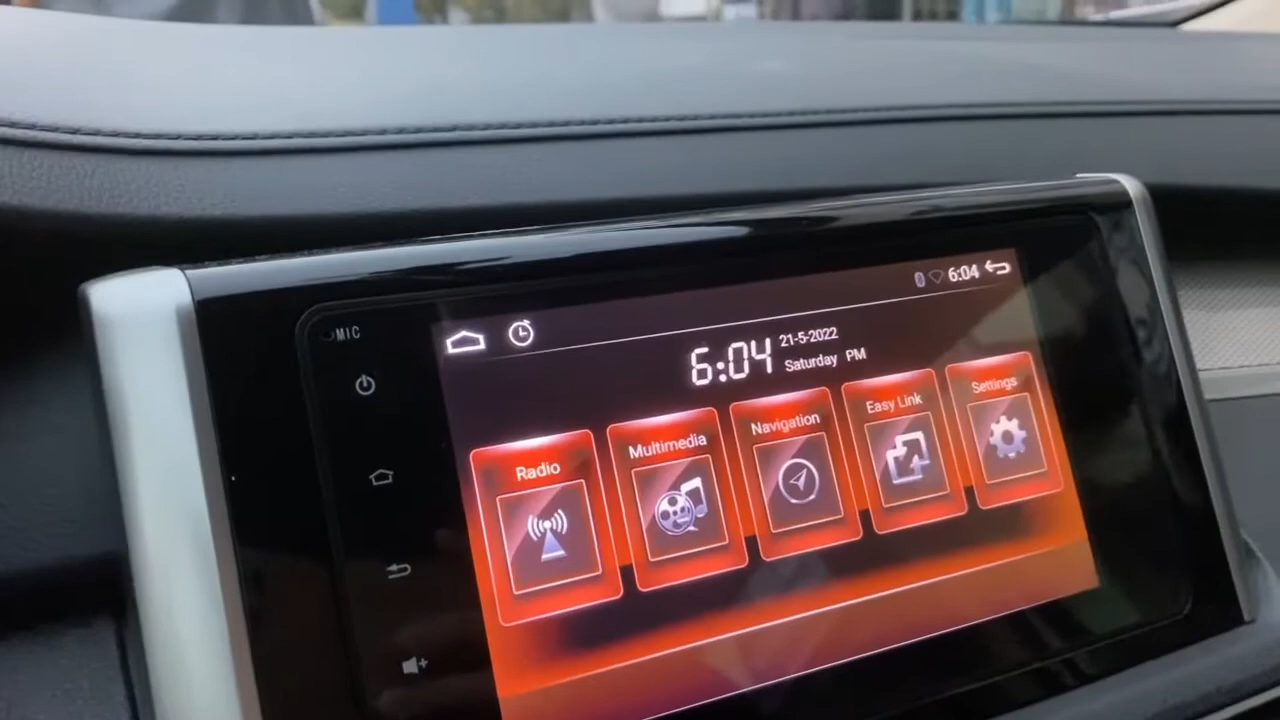 MIC
6:04
6:04
21-5-2022
Saturday PM
Radio
Multimedia
Navigation
Easy Link
Settings